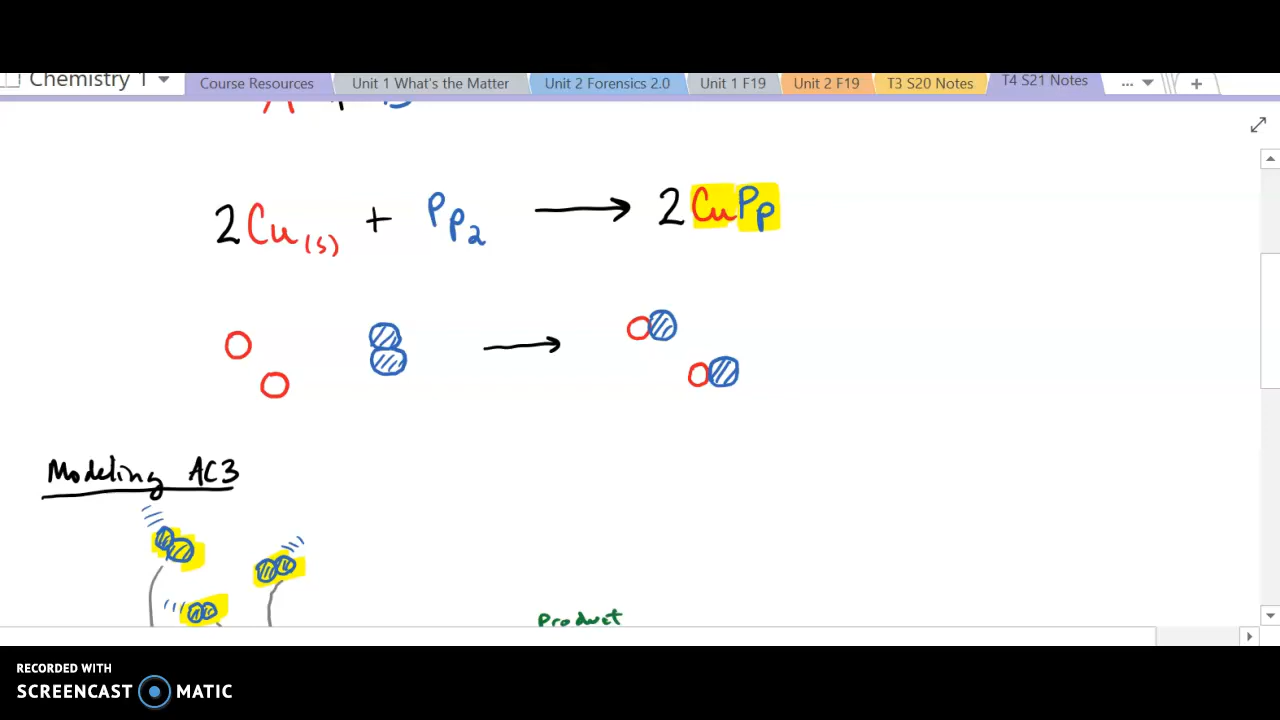 Chemistry 1
Course Resources
Unit 1 What's the Matter
Unit 2 Forensics 2.0
Unit 1 F19
Unit 2 F19
T3 S20 Notes
T4 S21 Notes
...
+
2Cu(s) + Pp2 → 2CuPp
→
Modeling AC3
Product
RECORDED WITH
SCREENCAST MATIC